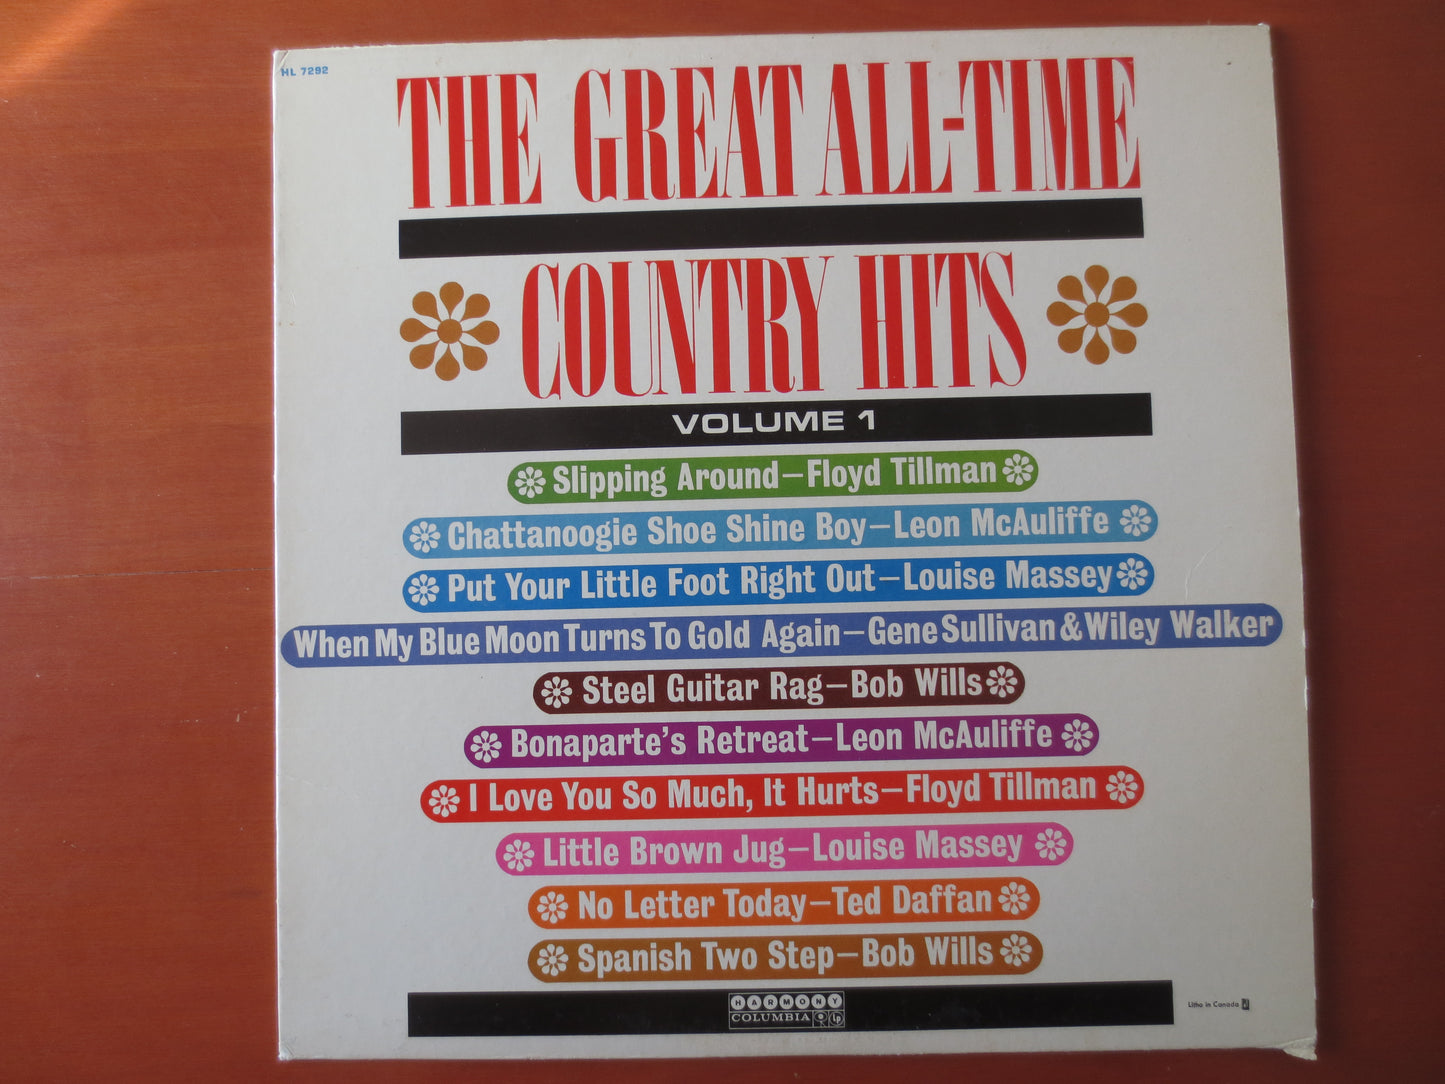 HL 7292
THE GREAT ALL-TIME
COUNTRY HITS
VOLUME 1
Slipping Around—Floyd Tillman
Chattanoogie Shoe Shine Boy—Leon McAuliffe
Put Your Little Foot Right Out—Louise Massey
When My Blue Moon Turns To Gold Again—Gene Sullivan & Wiley Walker
Steel Guitar Rag—Bob Wills
Bonaparte's Retreat—Leon McAuliffe
I Love You So Much, It Hurts—Floyd Tillman
Little Brown Jug—Louise Massey
No Letter Today—Ted Daffan
Spanish Two Step—Bob Wills
HARMONY
COLUMBIA Lp
Litho in Canada